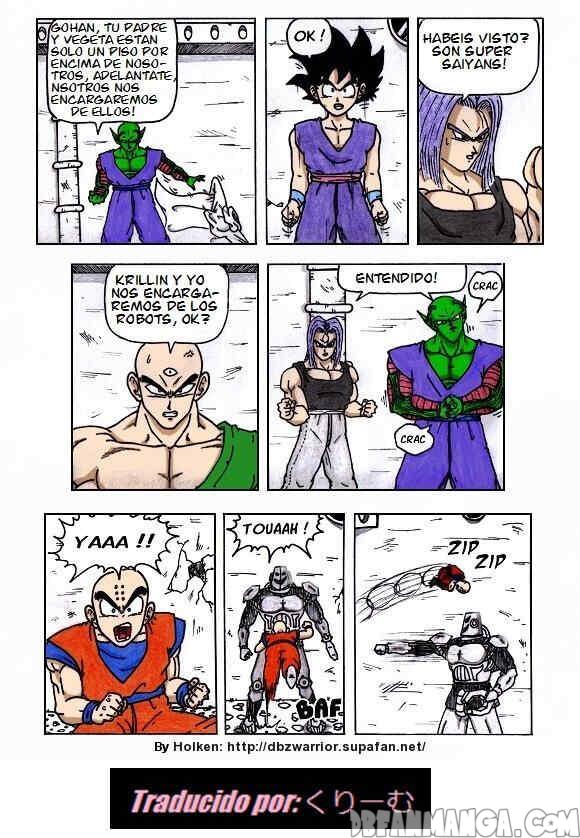 GOHAN, TU PADRE
Y VEGETA ESTAN
SOLO UN PISO POR
ENCIMA DE NOSO-
TROS, ADELANTATE,
NSOTROS NOS
ENCARGAREMOS
DE ELLOS!
OK!
HABEIS VISTO?
SON SUPER
SAIYANS!
KRILLIN Y YO
NOS ENCARGA-
REMOS DE LOS
ROBOTS, OK?
ENTENDIDO!
CRAC
CRAC
YAAA !!
TOUAAH !
BAF
ZIP
ZIP
By Holken: http://dbzwarrior.supafan.net/
Traducido por: くりーむ
DBFANMANGA.COM